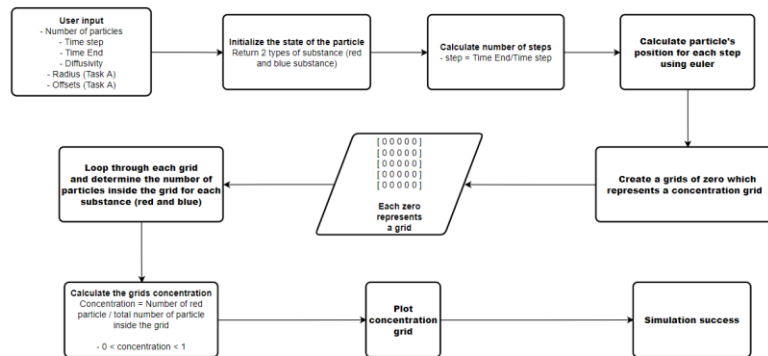 User input
- Number of particles
- Time step
- Time End
- Diffusivity
- Radius (Task A)
- Offsets (Task A)
Initialize the state of the particle
Return 2 types of substance (red
and blue substance)
Calculate number of steps
- step = Time End/Time step
Calculate particle's
position for each step
using euler
Create a grids of zero which
represents a concentration grid
[ 0 0 0 0 0 ]
[ 0 0 0 0 0 ]
[ 0 0 0 0 0 ]
[ 0 0 0 0 0 ]
[ 0 0 0 0 0 ]
Each zero
represents
a grid
Loop through each grid
and determine the number of
particles inside the grid for each
substance (red and blue)
Calculate the grids concentration
Concentration = Number of red
particle / total number of particle
inside the grid
- 0 < concentration < 1
Plot
concentration
grid
Simulation success